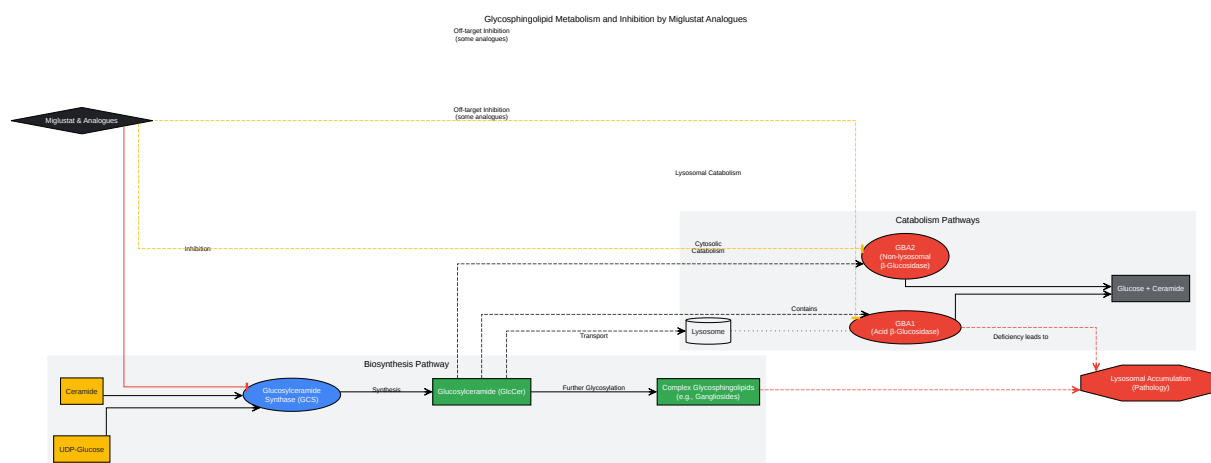 Glycosphingolipid Metabolism and Inhibition by Miglustat Analogues
Off-target Inhibition
(some analogues)
Off-target Inhibition
(some analogues)
Miglustat & Analogues
Lysosomal Catabolism
Catabolism Pathways
Inhibition
Cytosolic
Catabolism
GBA2
(Non-lysosomal
β-Glucosidase)
Glucose + Ceramide
Contains
Lysosome
GBA1
(Acid β-Glucosidase)
Transport
Deficiency leads to
Biosynthesis Pathway
Lysosomal Accumulation
(Pathology)
Ceramide
Glucosylceramide
Synthase (GCS)
Synthesis
Glucosylceramide (GlcCer)
Further Glycosylation
Complex Glycosphingolipids
(e.g., Gangliosides)
UDP-Glucose